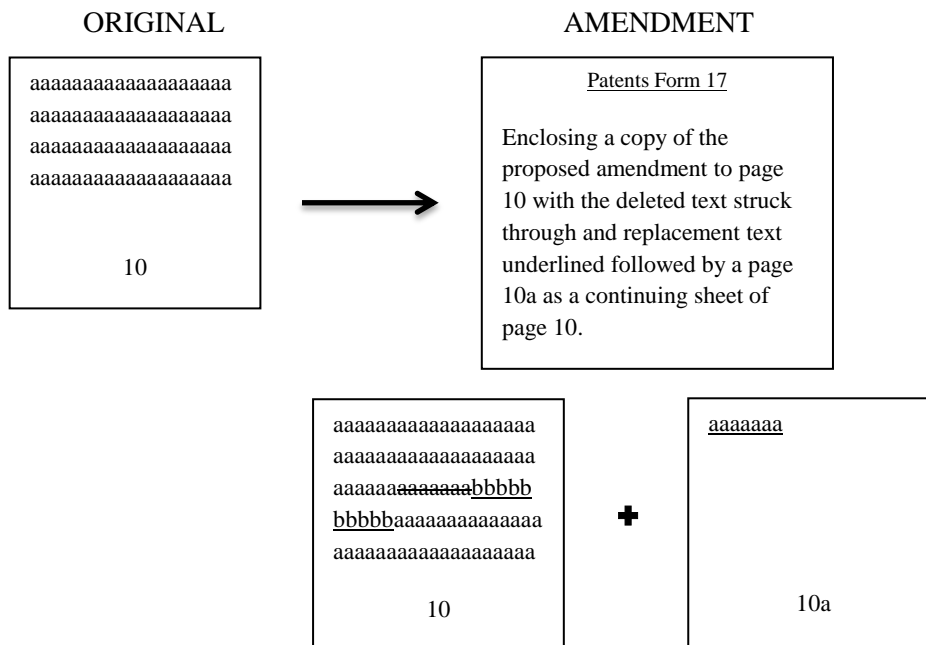 ORIGINAL
aaaaaaaaaaaaaaaaaaa
aaaaaaaaaaaaaaaaaaa
aaaaaaaaaaaaaaaaaaa
aaaaaaaaaaaaaaaaaaa
10
AMENDMENT
Patents Form 17
Enclosing a copy of the
proposed amendment to page
10 with the deleted text struck
through and replacement text
underlined followed by a page
10a as a continuing sheet of
page 10.
aaaaaaaaaaaaaaaaaaa
aaaaaaaaaaaaaaaaaaa
aaaaaaaaaaaaabbbbb
bbbbbaaaaaaaaaaaaaa
aaaaaaaaaaaaaaaaaaa
10
aaaaaaa
10a